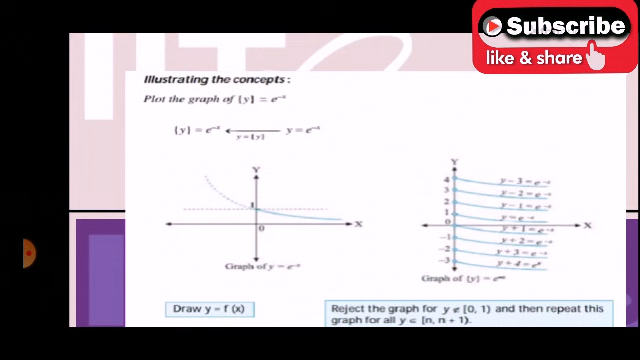 Subscribe
like & share
Illustrating the concepts :
Plot the graph of {y} = e⁻ˣ
{y} = e⁻ˣ ⟵ y = e⁻ˣ
y = {y}
Y
1
0
X
Graph of y = e⁻ˣ
Y
4
3
2
1
0
-1
-2
-3
X
y – 3 = e⁻ˣ
y – 2 = e⁻ˣ
y – 1 = e⁻ˣ
y = e⁻ˣ
y + 1 = e⁻ˣ
y + 2 = e⁻ˣ
y + 3 = e⁻ˣ
Graph of {y} =
Draw y = f (x)
Reject the graph for y ∉ [0, 1) and then repeat this
graph for all y ∈ [n, n + 1).